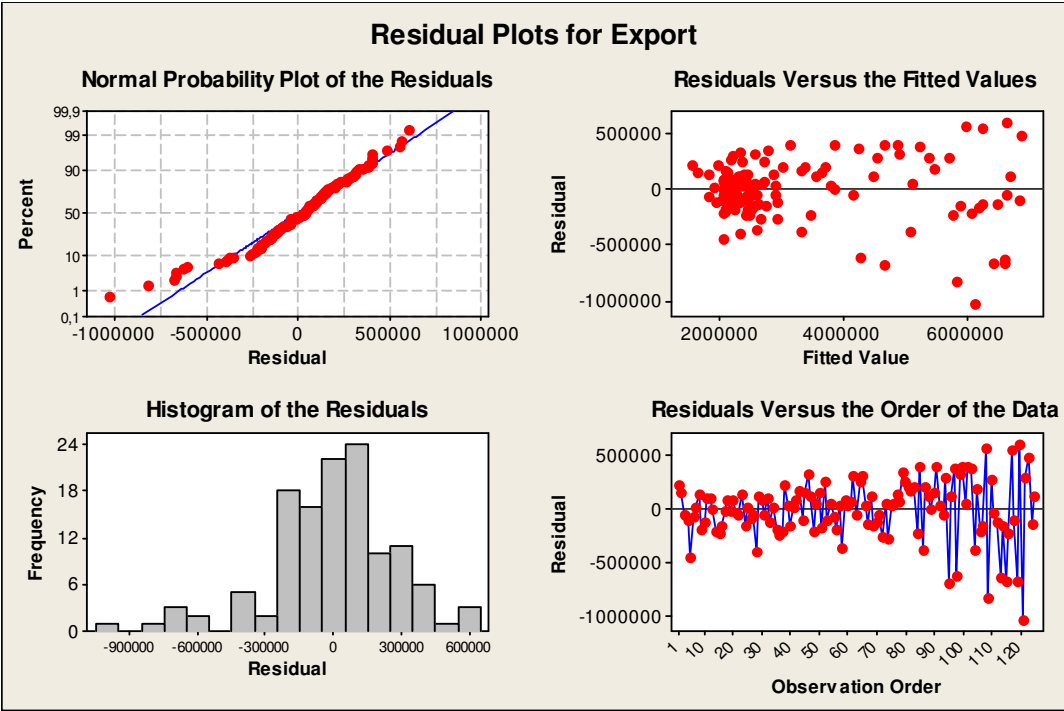 Residual Plots for Export
Normal Probability Plot of the Residuals
99,9
99
90
50
10
1
0,1
Percent
-1000000 -500000 0 500000 1000000
Residual
Residuals Versus the Fitted Values
500000
0
-500000
-1000000
Residual
2000000 4000000 6000000
Fitted Value
Histogram of the Residuals
24
18
12
6
0
Frequency
-900000 -600000 -300000 0 300000 600000
Residual
Residuals Versus the Order of the Data
500000
0
-500000
-1000000
Residual
1 10 20 30 40 50 60 70 80 90 100 110 120
Observation Order